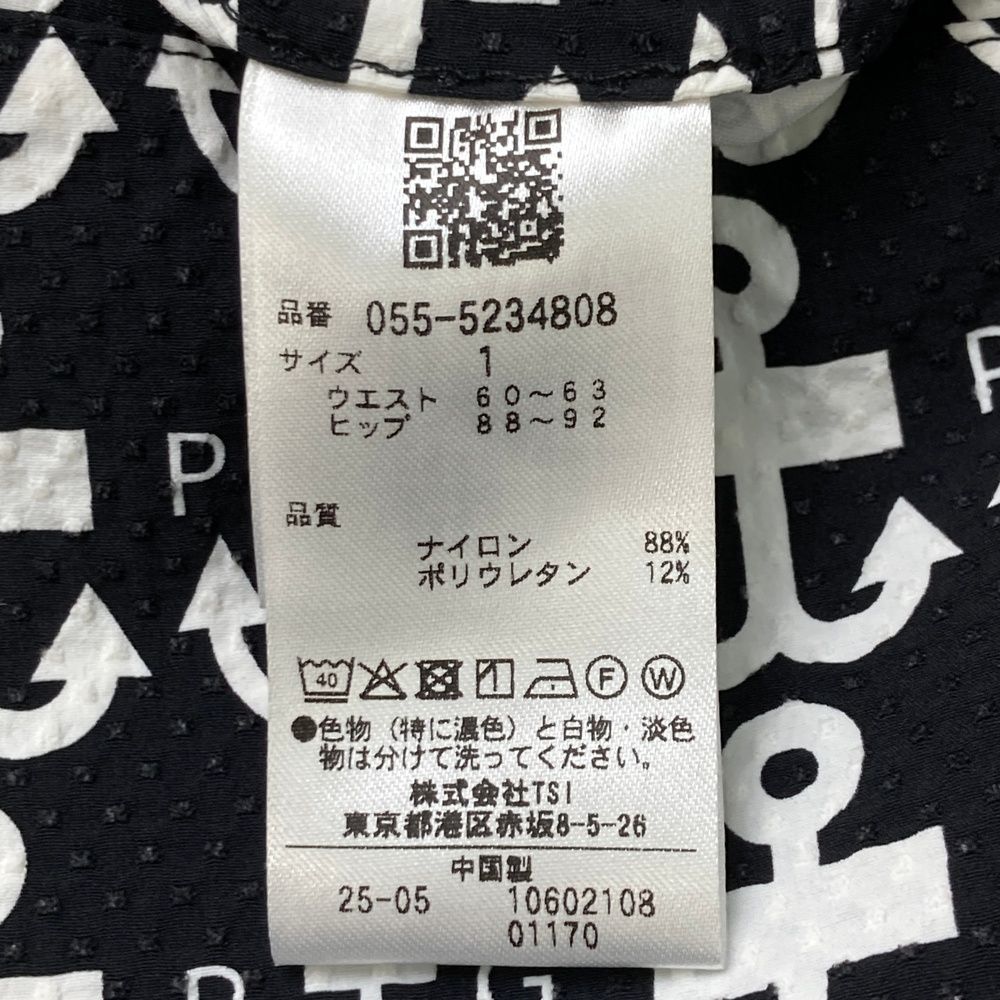 品番 055-5234808
サイズ 1
ウエスト 60～63
ヒップ 88～92
品質
P
P
ナイロン 88%
ポリウレタン 12%
40 1 F W
●色物（特に濃色）と白物・淡色
物は分けて洗ってください。
株式会社TSI
東京都港区赤坂8-5-26
中国製
25-05 10602108
01170
P G